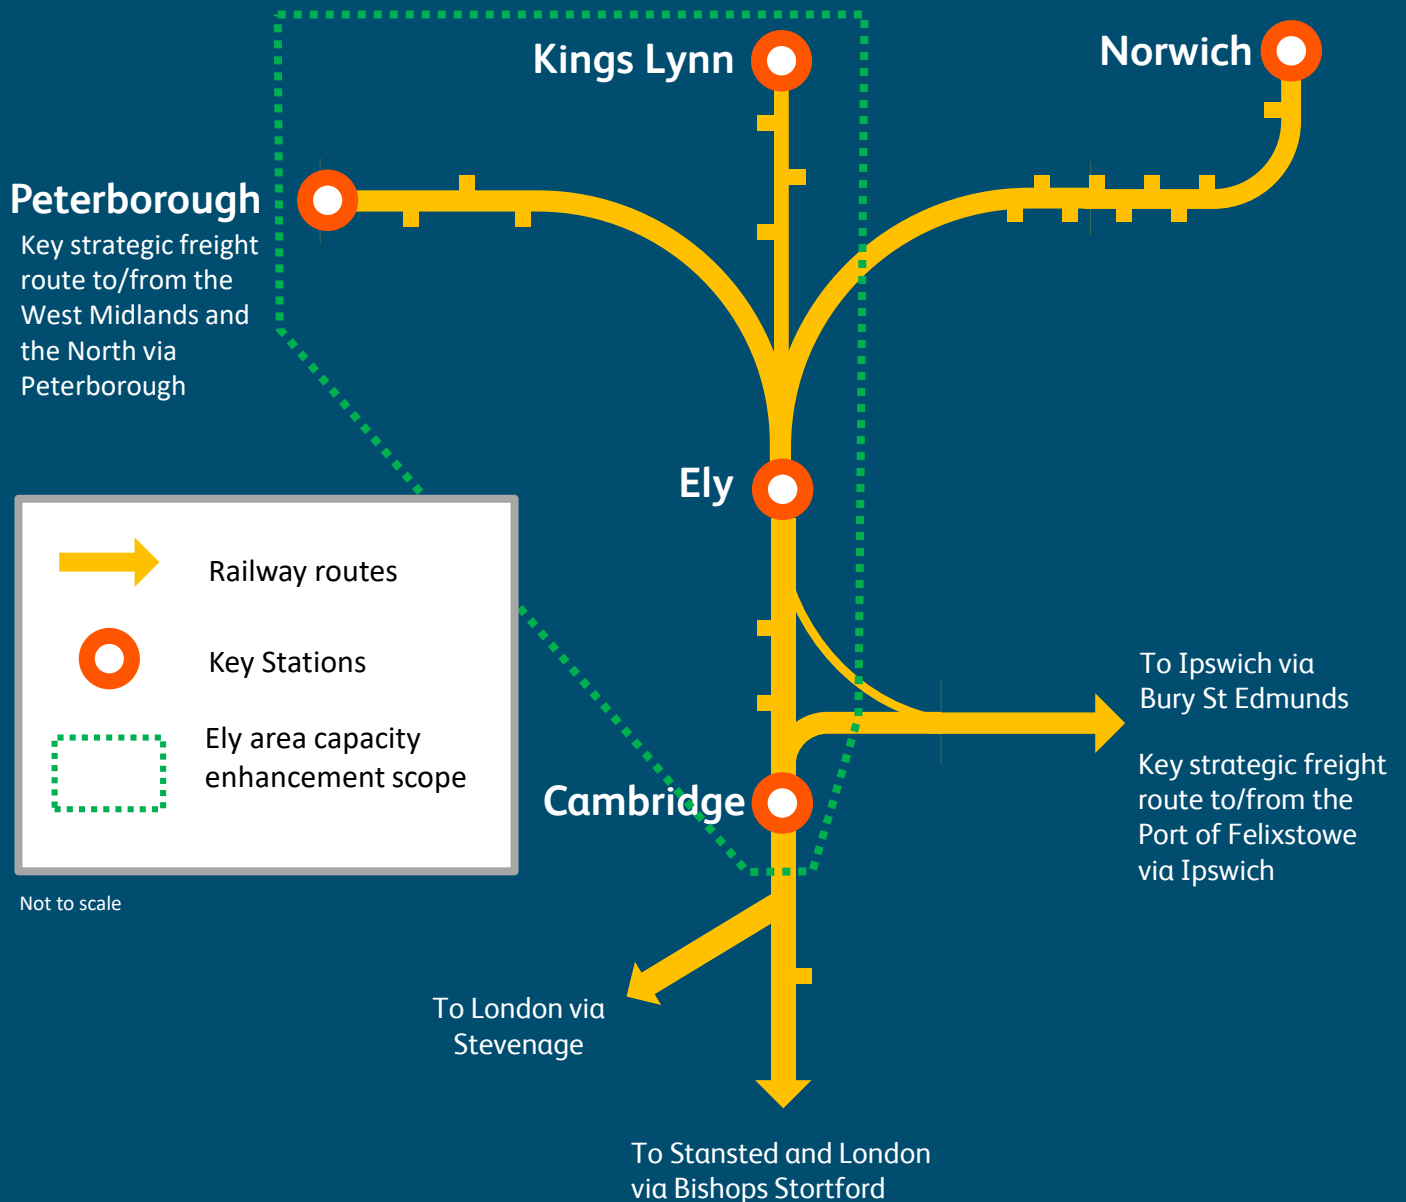 Kings Lynn
Norwich
Peterborough
Key strategic freight
route to/from the
West Midlands and
the North via
Peterborough
Ely
Railway routes
Key Stations
Ely area capacity
enhancement scope
Not to scale
To Ipswich via
Bury St Edmunds
Key strategic freight
route to/from the
Port of Felixstowe
via Ipswich
Cambridge
To London via
Stevenage
To Stansted and London
via Bishops Stortford